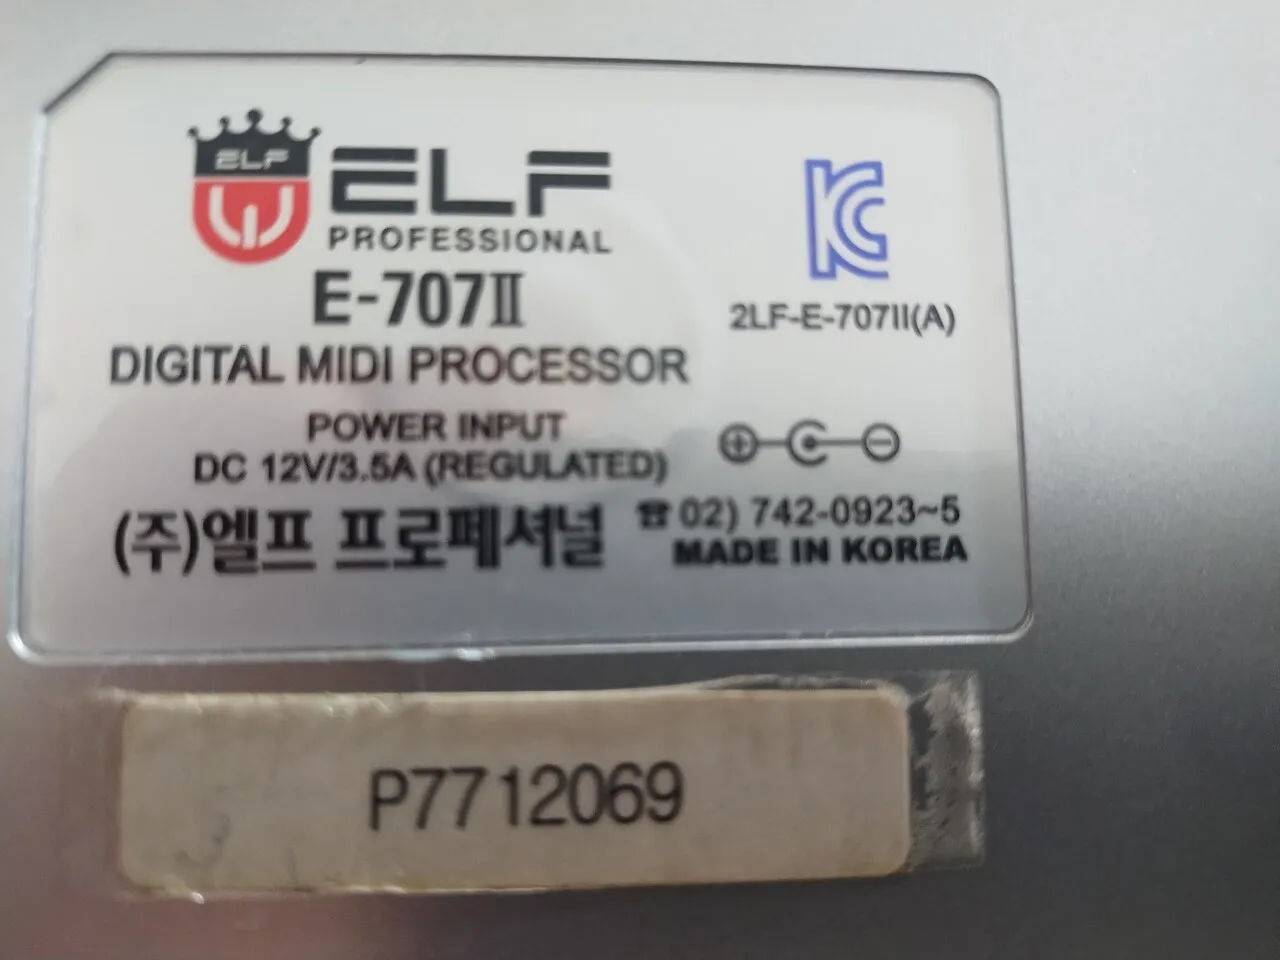 ELF
ELF
PROFESSIONAL
E-707Ⅱ
DIGITAL MIDI PROCESSOR
POWER INPUT
DC 12V/3.5A (REGULATED)
(주)엘프 프로페셔널
KC
2LF-E-707II(A)
☎ 02) 742-0923~5
MADE IN KOREA
P7712069